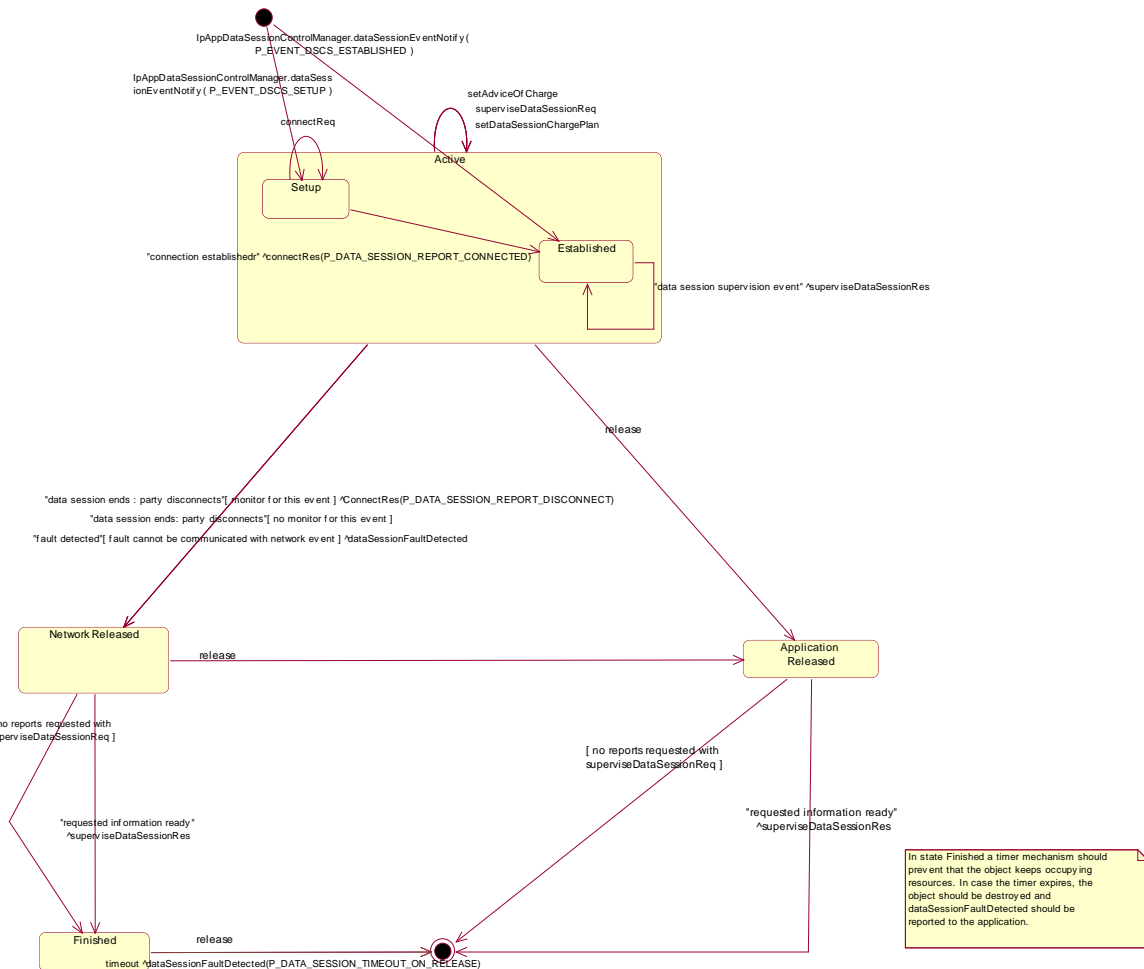 IpAppDataSessionControlManager.dataSessionEventNotify(
P_EVENT_DSCS_ESTABLISHED )
IpAppDataSessionControlManager.dataSess
ionEventNotify( P_EVENT_DSCS_SETUP )
setAdviceOfCharge
superviseDataSessionReq
setDataSessionChargePlan
connectReq
Active
Setup
Established
"connection establishedr" ^connectRes(P_DATA_SESSION_REPORT_CONNECTED)
"data session supervision event" ^superviseDataSessionRes
release
"data session ends : party disconnects"[ monitor for this event ] ^ConnectRes(P_DATA_SESSION_REPORT_DISCONNECT)
"data session ends: party disconnects"[ no monitor for this event ]
"fault detected"[ fault cannot be communicated with network event ] ^dataSessionFaultDetected
Network Released
release
Application
Released
no reports requested with
perviseDataSessionReq ]
[ no reports requested with
superviseDataSessionReq ]
"requested information ready"
^superviseDataSessionRes
"requested information ready"
^superviseDataSessionRes
In state Finished a timer mechanism should
prevent that the object keeps occupying
resources. In case the timer expires, the
object should be destroyed and
dataSessionFaultDetected should be
reported to the application.
Finished
release
timeout ^dataSessionFaultDetected(P_DATA_SESSION_TIMEOUT_ON_RELEASE)